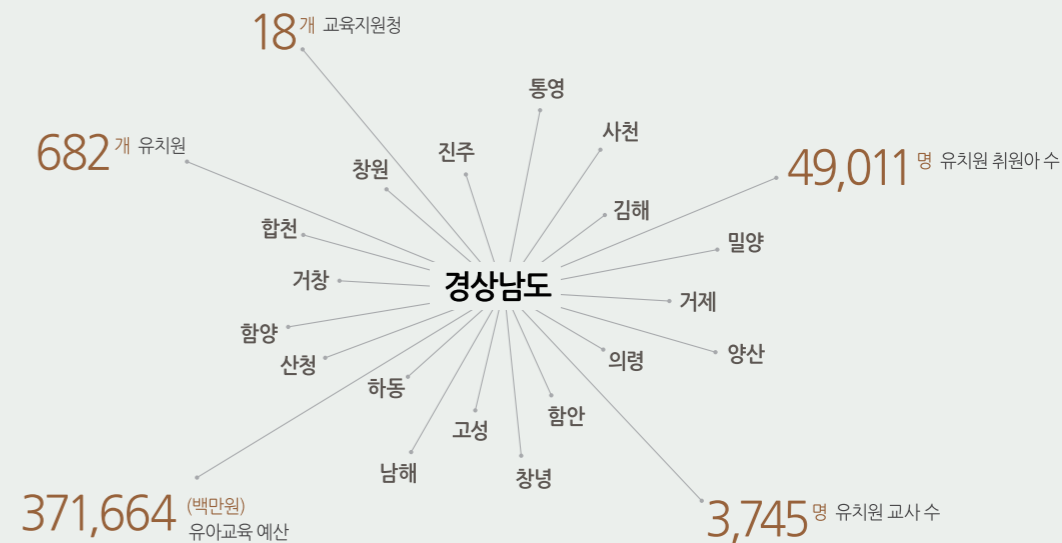 18개 교육지원청
통영
사천
682개 유치원
진주
창원
49,011명 유치원 취원아 수
김해
합천
밀양
거창
경상남도
거제
함양
산청
의령
양산
하동
함안
고성
남해
창녕
371,664 (백만원)
유아교육 예산
3,745명 유치원 교사 수